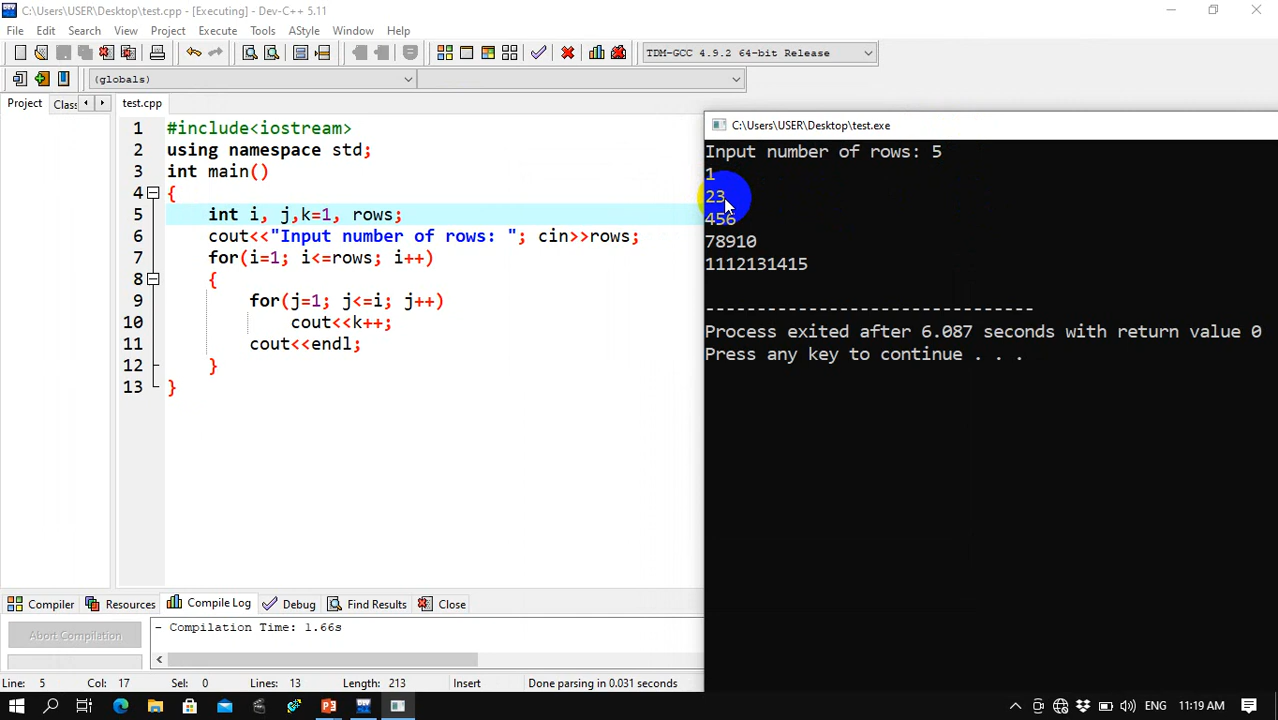 C:\Users\USER\Desktop\test.cpp - [Executing] - Dev-C++ 5.11
File Edit Search View Project Execute Tools AStyle Window Help
TDM-GCC 4.9.2 64-bit Release
(globals)
Project Class test.cpp
1 #include<iostream>
2 using namespace std;
3 int main()
4 {
5 int i, j,k=1, rows;
6 cout<<"Input number of rows: "; cin>>rows;
7 for(i=1; i<=rows; i++)
8 {
9 for(j=1; j<=i; j++)
10 cout<<k++;
11 cout<<endl;
12 }
13 }
C:\Users\USER\Desktop\test.exe
Input number of rows: 5
1
23
456
78910
1112131415
--------------------------------
Process exited after 6.087 seconds with return value 0
Press any key to continue . . .
Compiler Resources Compile Log Debug Find Results Close
Abort Compilation
- Compilation Time: 1.66s
Line: 5 Col: 17 Sel: 0 Lines: 13 Length: 213 Insert Done parsing in 0.031 seconds
ENG 11:19 AM